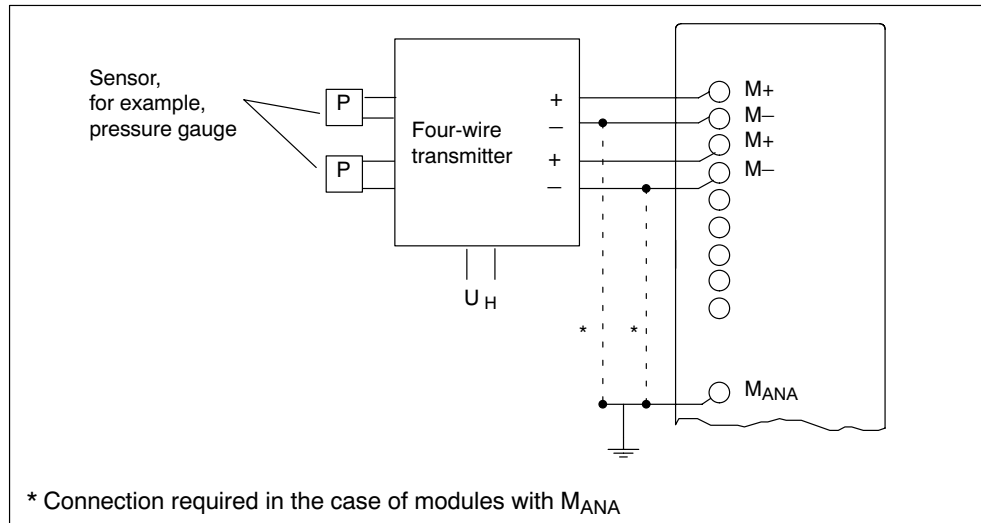 Sensor,
for example,
pressure gauge
P
P
Four-wire
transmitter
+
−
+
−
U H
M+
M−
M+
M−
*
*
MANA
* Connection required in the case of modules with MANA